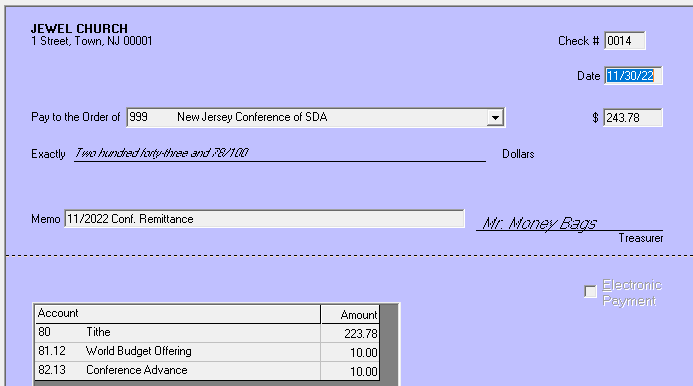 JEWEL CHURCH
1 Street, Town, NJ 00001
Check # 0014
Date 11/30/22
Pay to the Order of 999 New Jersey Conference of SDA $ 243.78
Exactly Two hundred forty-three and 78/100 Dollars
Memo 11/2022 Conf. Remittance Mr. Money Bags
Treasurer
Electronic
Payment
Account Amount
80 Tithe 223.78
81.12 World Budget Offering 10.00
82.13 Conference Advance 10.00